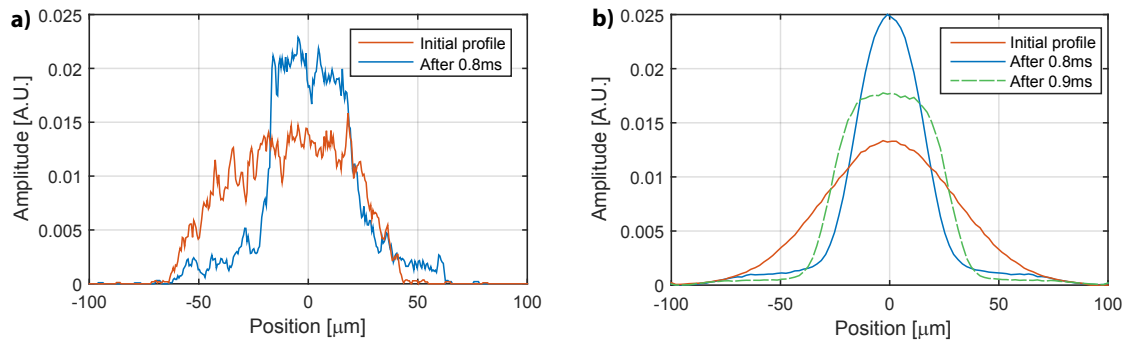 a)
Initial profile
After 0.8ms
0.025
0.02
0.015
0.01
0.005
0
Amplitude [A.U.]
-100 -50 0 50 100
Position [μm]
b)
Initial profile
After 0.8ms
After 0.9ms
0.025
0.02
0.015
0.01
0.005
0
Amplitude [A.U.]
-100 -50 0 50 100
Position [μm]